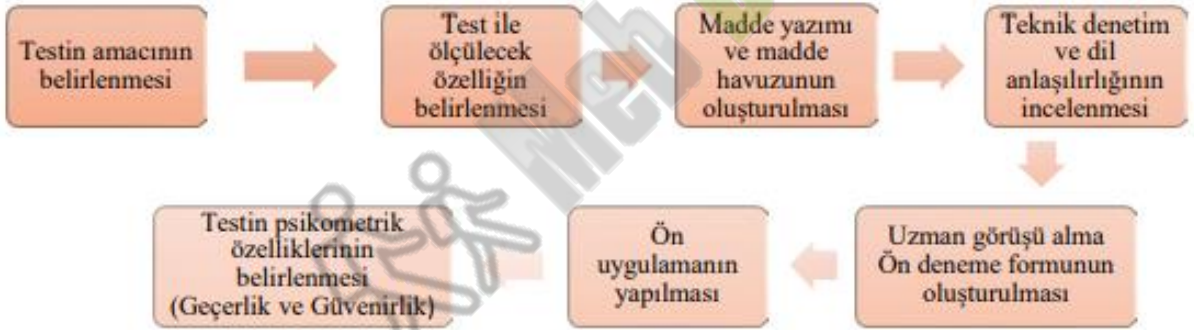 Testin amacının
belirlenmesi
Test ile
ölçülecek
özelliğin
belirlenmesi
Madde yazımı
ve madde
havuzunun
oluşturulması
Teknik denetim
ve dil
anlaşılırlığının
incelenmesi
Uzman görüşü alma
Ön deneme formunun
oluşturulması
Ön
uygulamanın
yapılması
Testin psikometrik
özelliklerinin
belirlenmesi
(Geçerlik ve Güvenirlik)
Meb